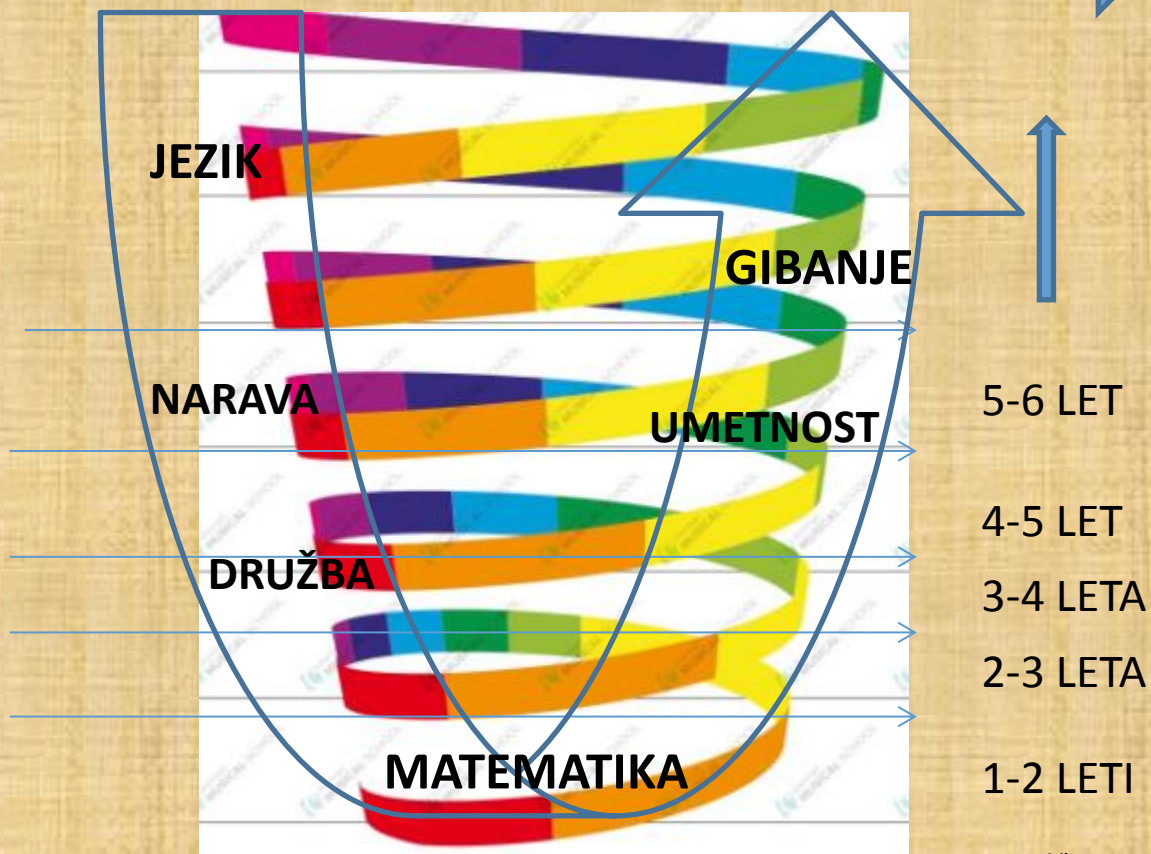 JEZIK
GIBANJE
NARAVA
5-6 LET
UMETNOST
4-5 LET
DRUŽBA
3-4 LETA
2-3 LETA
MATEMATIKA
1-2 LETI